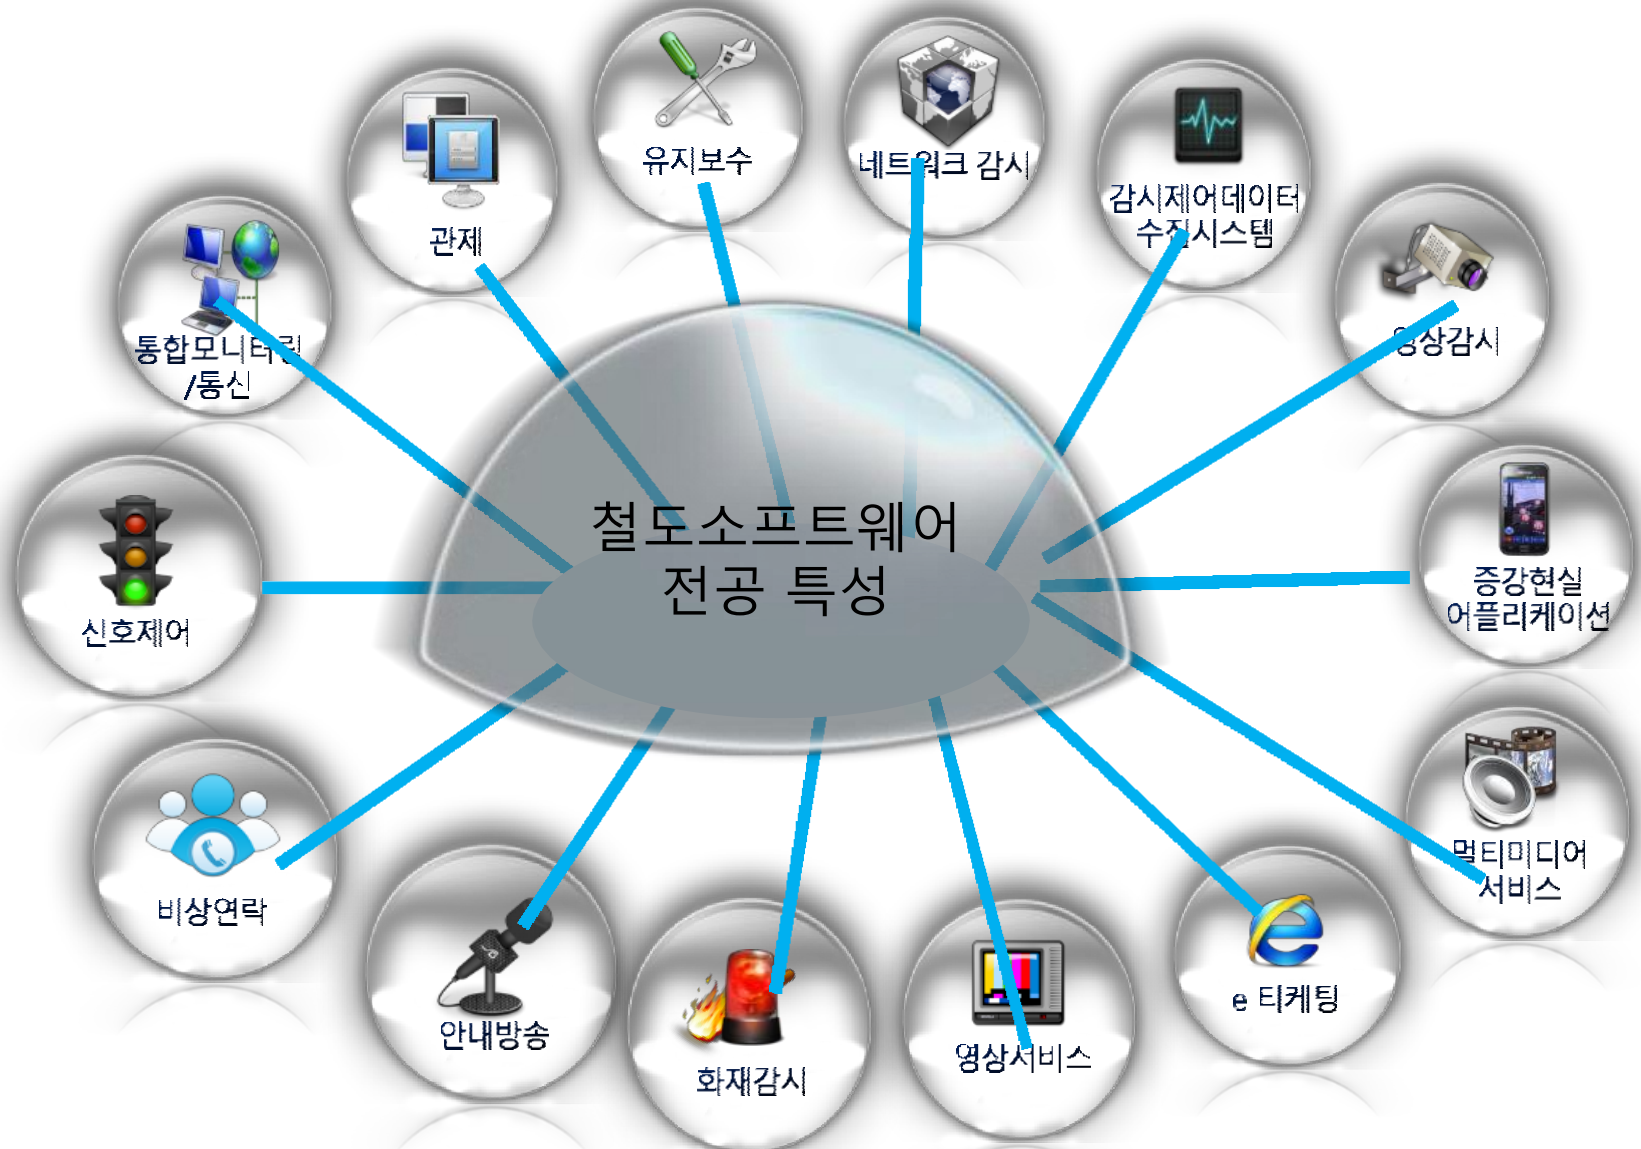 유지보수
네트워크 감시
관제
감시제어데이터
수집시스템
통합모니터링
/통신
영상감시
철도소프트웨어
전공 특성
증강현실
어플리케이션
신호제어
멀티미디어
서비스
비상연락
e 티케팅
안내방송
영상서비스
화재감시